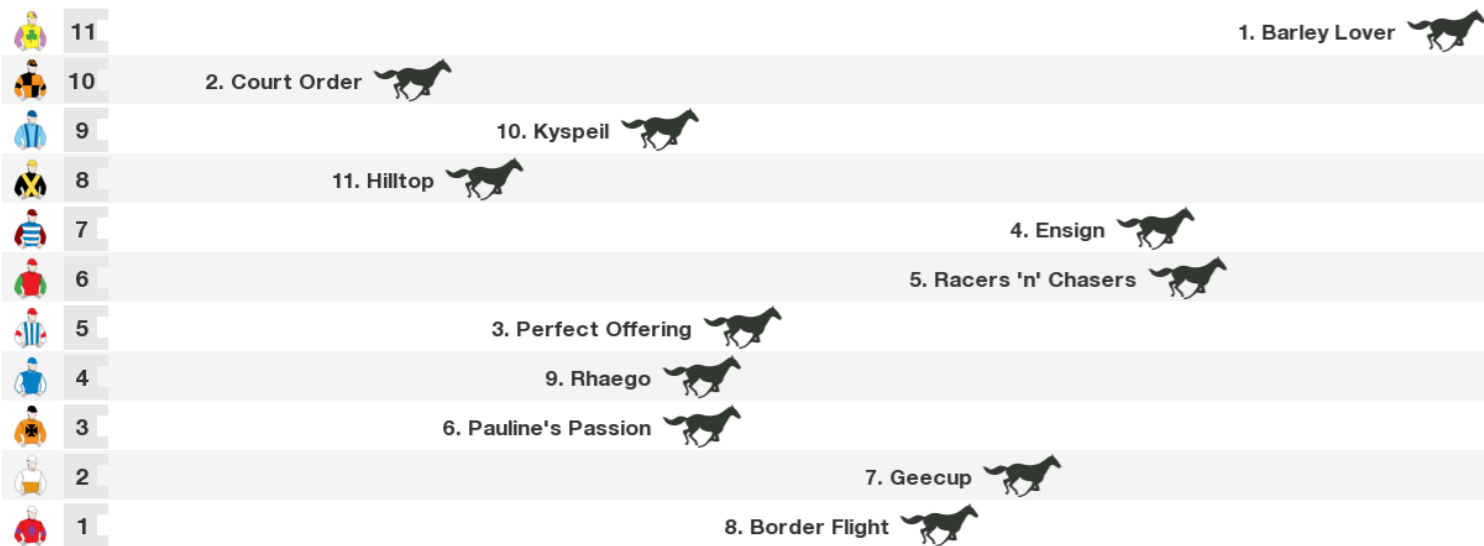 11 1. Barley Lover
10 2. Court Order
9 10. Kyspeil
8 11. Hilltop
7 4. Ensign
6 5. Racers 'n' Chasers
5 3. Perfect Offering
4 9. Rhaego
3 6. Pauline's Passion
2 7. Geecup
1 8. Border Flight